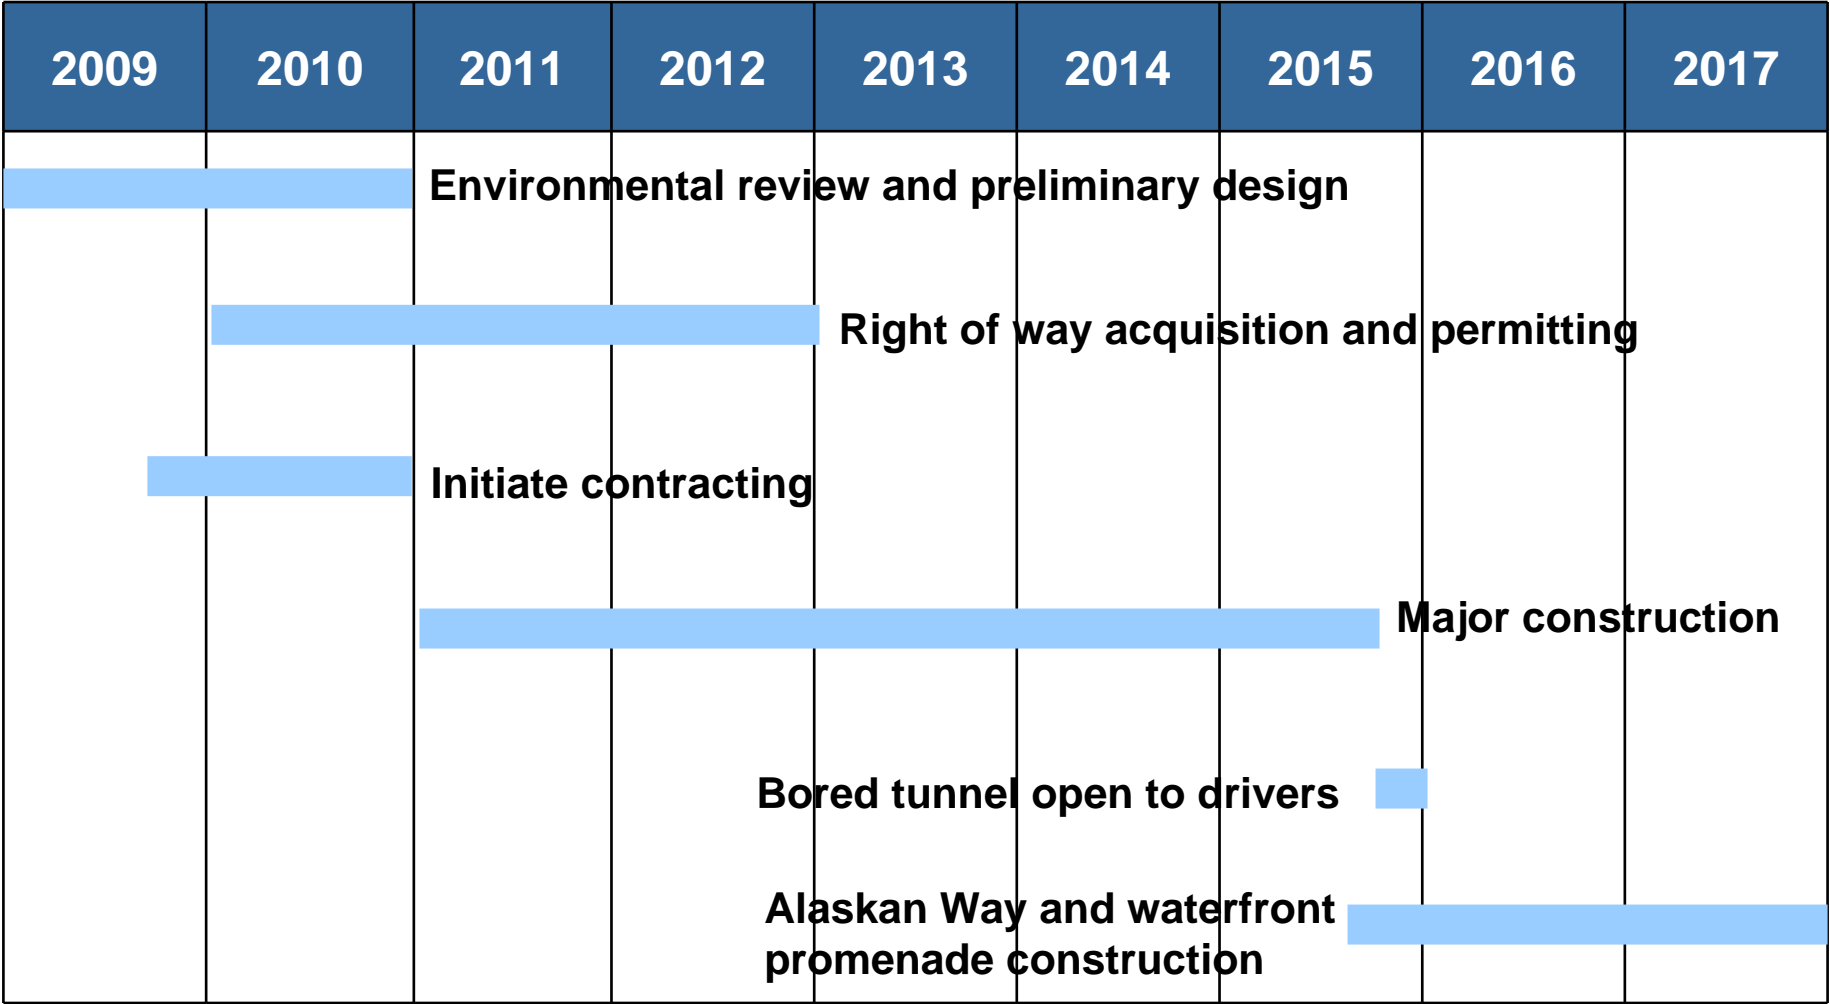 2009 2010 2011 2012 2013 2014 2015 2016 2017
Environmental review and preliminary design
Right of way acquisition and permitting
Initiate contracting
Major construction
Bored tunnel open to drivers
Alaskan Way and waterfront
promenade construction